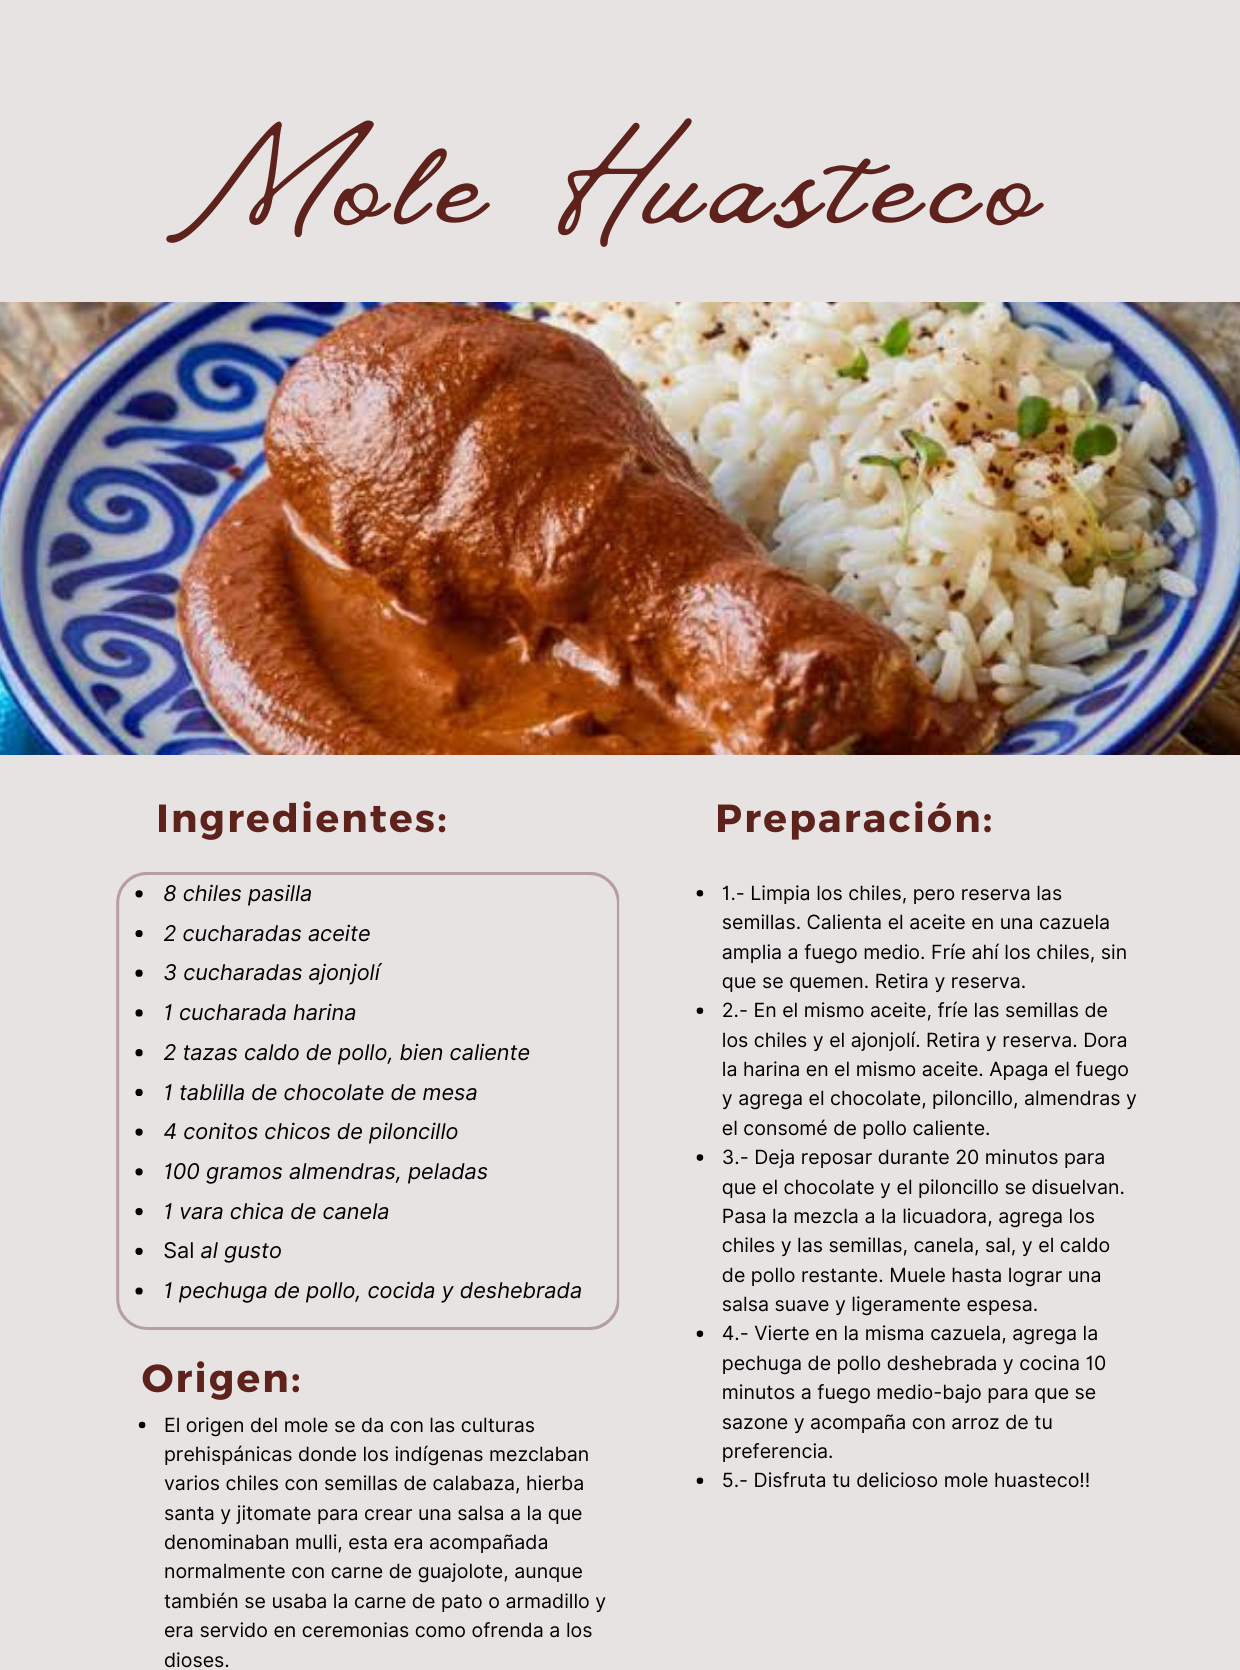 Mole Huasteco
Ingredientes:
• 8 chiles pasilla
• 2 cucharadas aceite
• 3 cucharadas ajonjolí
• 1 cucharada harina
• 2 tazas caldo de pollo, bien caliente
• 1 tablilla de chocolate de mesa
• 4 conitos chicos de piloncillo
• 100 gramos almendras, peladas
• 1 vara chica de canela
• Sal al gusto
• 1 pechuga de pollo, cocida y deshebrada
Origen:
• El origen del mole se da con las culturas
prehispánicas donde los indígenas mezclaban
varios chiles con semillas de calabaza, hierba
santa y jitomate para crear una salsa a la que
denominaban mulli, esta era acompañada
normalmente con carne de guajolote, aunque
también se usaba la carne de pato o armadillo y
era servido en ceremonias como ofrenda a los
dioses.
Preparación:
• 1.- Limpia los chiles, pero reserva las
semillas. Calienta el aceite en una cazuela
amplia a fuego medio. Fríe ahí los chiles, sin
que se quemen. Retira y reserva.
• 2.- En el mismo aceite, fríe las semillas de
los chiles y el ajonjolí. Retira y reserva. Dora
la harina en el mismo aceite. Apaga el fuego
y agrega el chocolate, piloncillo, almendras y
el consomé de pollo caliente.
• 3.- Deja reposar durante 20 minutos para
que el chocolate y el piloncillo se disuelvan.
Pasa la mezcla a la licuadora, agrega los
chiles y las semillas, canela, sal, y el caldo
de pollo restante. Muele hasta lograr una
salsa suave y ligeramente espesa.
• 4.- Vierte en la misma cazuela, agrega la
pechuga de pollo deshebrada y cocina 10
minutos a fuego medio-bajo para que se
sazone y acompaña con arroz de tu
preferencia.
• 5.- Disfruta tu delicioso mole huasteco!!